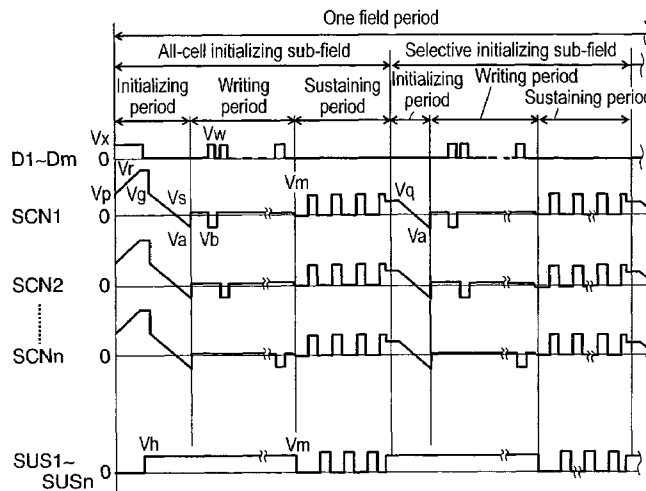 One field period
All-cell initializing sub-field
Selective initializing sub-field
Initializing period
Writing period
Sustaining period
Initializing period
Writing period
Sustaining period
Vx
Vw
D1~Dm 0
Vr
Vm
Vp Vg Vs
Vq
SCN1 0
Va Vb
Va
SCN2 0
SCNn 0
Vh
Vm
SUS1~
SUSn 0